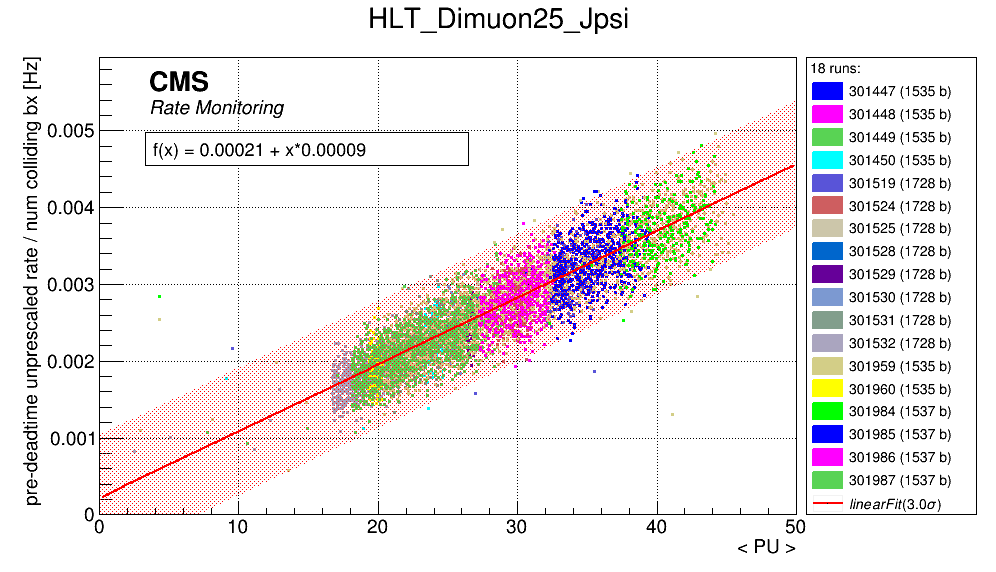 HLT_Dimuon25_Jpsi
pre-deadtime unprescaled rate / num colliding bx [Hz]
CMS
Rate Monitoring
f(x) = 0.00021 + x*0.00009
0.005
0.004
0.003
0.002
0.001
0
0 10 20 30 40 50
< PU >
18 runs:
301447 (1535 b)
301448 (1535 b)
301449 (1535 b)
301450 (1535 b)
301519 (1728 b)
301524 (1728 b)
301525 (1728 b)
301528 (1728 b)
301529 (1728 b)
301530 (1728 b)
301531 (1728 b)
301532 (1728 b)
301959 (1535 b)
301960 (1535 b)
301984 (1537 b)
301985 (1537 b)
301986 (1537 b)
301987 (1537 b)
linearFit(3.0σ)